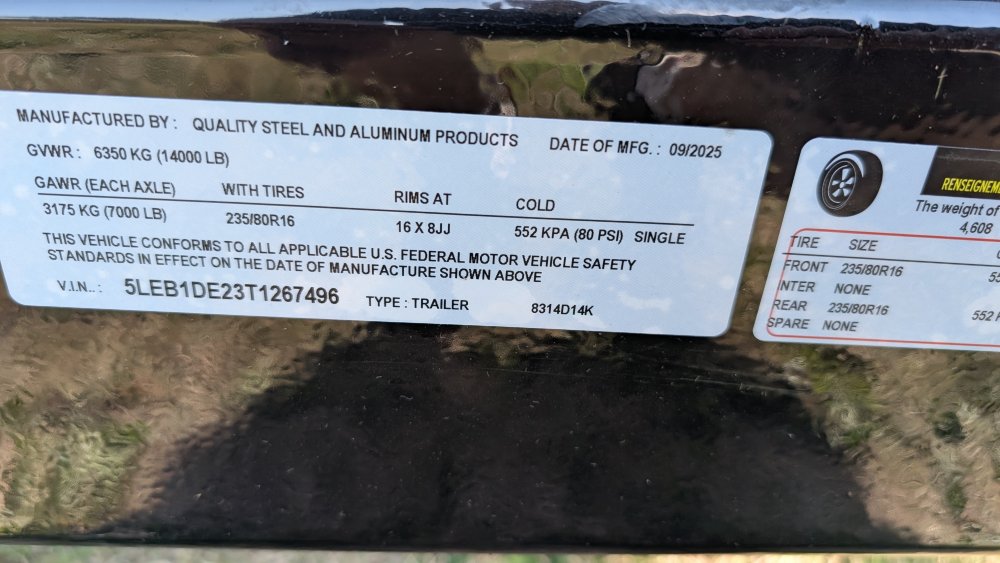 MANUFACTURED BY : QUALITY STEEL AND ALUMINUM PRODUCTS DATE OF MFG. : 09/2025
GVWR : 6350 KG (14000 LB)
GAWR (EACH AXLE) WITH TIRES RIMS AT COLD
3175 KG (7000 LB) 235/80R16 16 X 8JJ 552 KPA (80 PSI) SINGLE
THIS VEHICLE CONFORMS TO ALL APPLICABLE U.S. FEDERAL MOTOR VEHICLE SAFETY
STANDARDS IN EFFECT ON THE DATE OF MANUFACTURE SHOWN ABOVE
V.I.N.. : 5LEB1DE23T1267496 TYPE : TRAILER 8314D14K
RENSEIGNEME
The weight of
4,608
TIRE SIZE
FRONT 235/80R16 55
INTER NONE
REAR 235/80R16 552 K
SPARE NONE